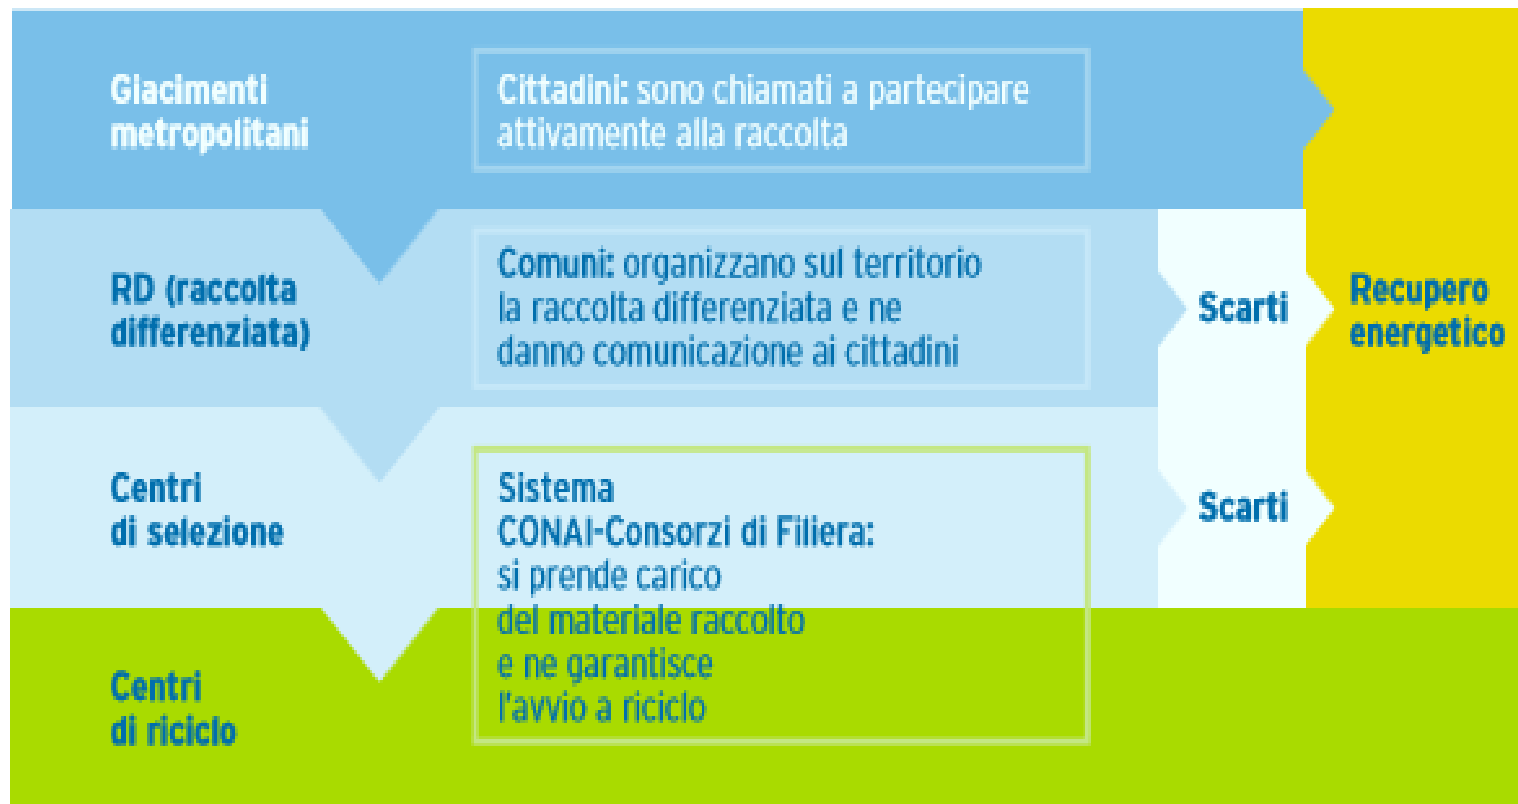 Giacimenti
metropolitani
Cittadini: sono chiamati a partecipare
attivamente alla raccolta
RD (raccolta
differenziata)
Comuni: organizzano sul territorio
la raccolta differenziata e ne
danno comunicazione ai cittadini
Scarti
Recupero
energetico
Centri
di selezione
Sistema
CONAI-Consorzi di Filiera:
si prende carico
del materiale raccolto
e ne garantisce
l'avvio a riciclo
Scarti
Centri
di riciclo